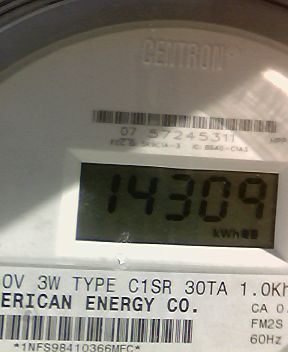 CENTRON
07 57245311
14309
kWh
0V 3W TYPE C1SR 30TA 1.0Kh
ERICAN ENERGY CO.
CA 0.
FM2S
60Hz
*1NFS98410366MFC*